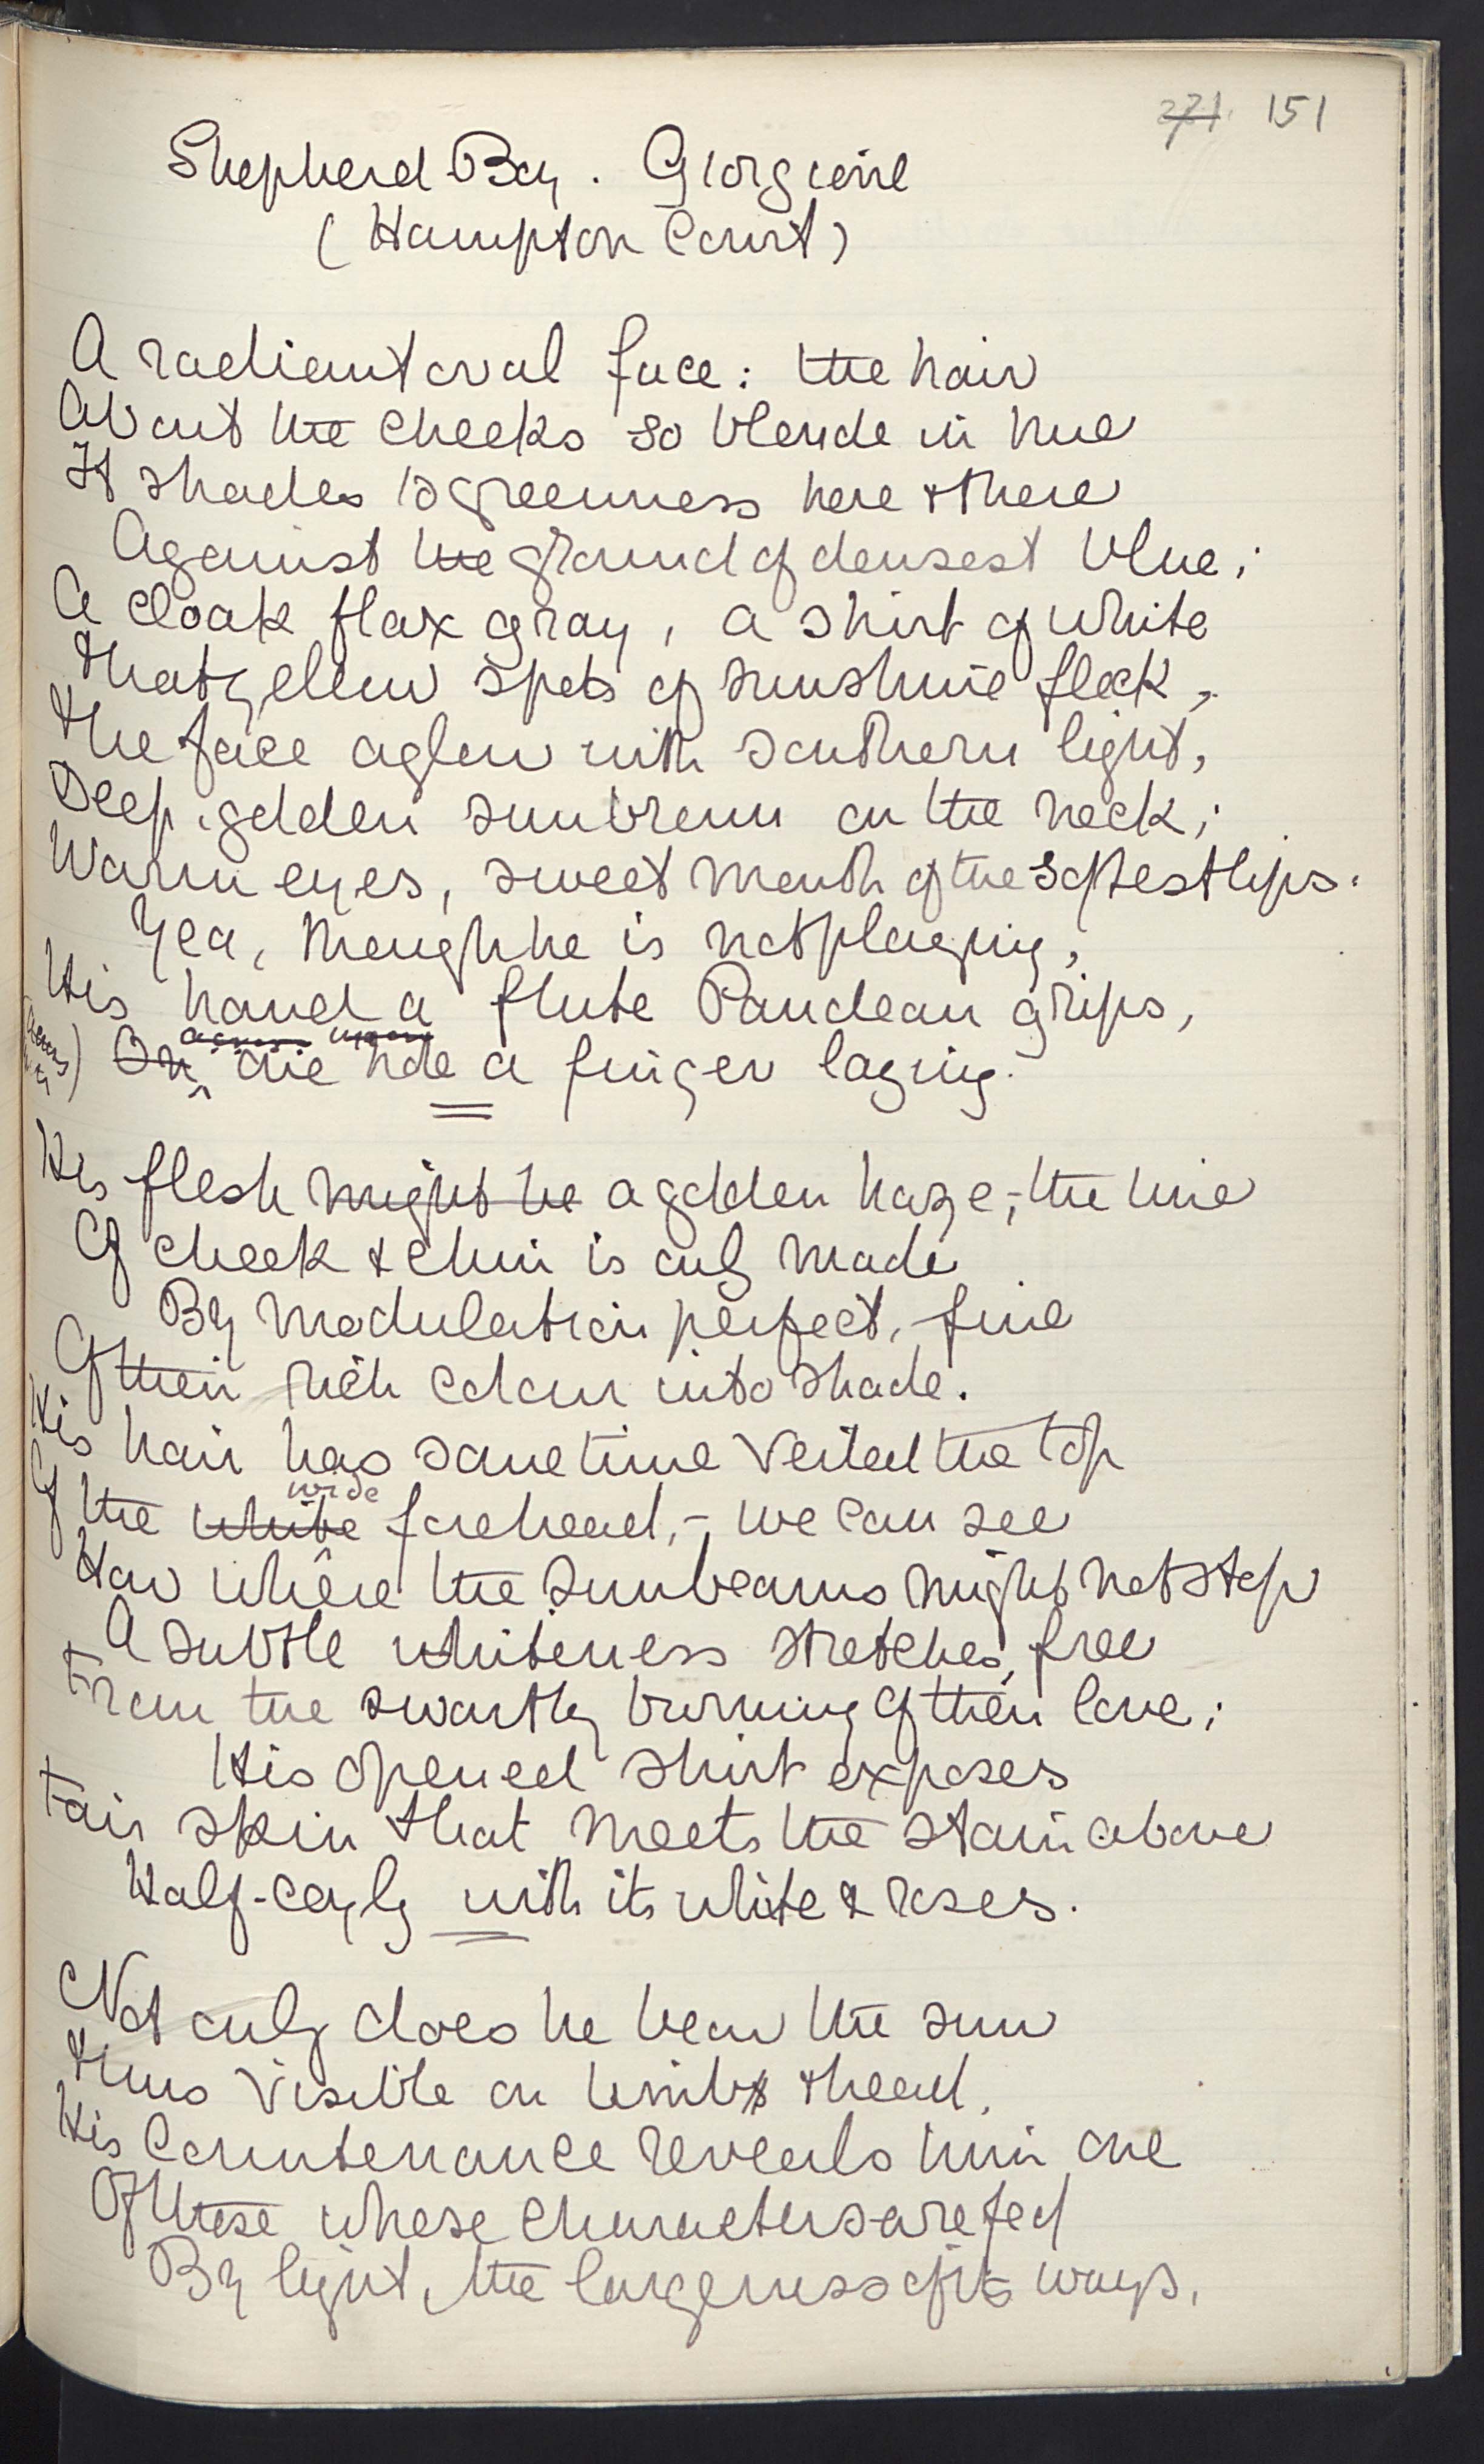 271. 151
Shepherd Boy. Giorgione
(Hampton Court)
A radiant oval face: the hair
About the cheeks so blende in hue
It shades to greenness here & there
Against the ground of densest blue;
A cloak flax gray, a shirt of white
That yellow spots of sunshine fleck,
The face aglow with southern light,
Deep, golden sunbrown on the neck;
Warm eyes, sweet mouth of the softest lips.
Yea, though he is not playing,
His hand a flute Pandean grips,
across upon
Across On one hole a finger laying.
His flesh might be a golden haze;- the line
Of cheek & chin is only made
By modulation perfect, fine
Of their rich colour into shade.
His hair has sometime veiled the top
wide
Of the white forehead,- we can see
How where the sunbeams might not stop
A subtle whiteness stretches, free
From the swarthy burning of their love;
His opened shirt exposes
Fair skin that meets the stain above
Half-coyly with its white & roses.
Not only does he bear the sun
Thus visible on limbs & head,
His countenance reveals him one
Of those whose characters are fed
By light, the largeness of its ways,